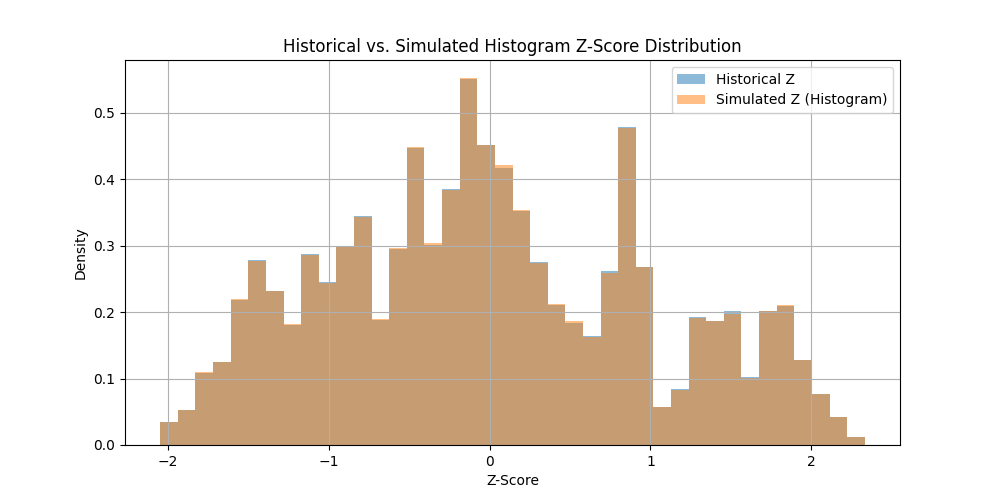 Historical vs. Simulated Histogram Z-Score Distribution
Historical Z
Simulated Z (Histogram)
Density
0.5
0.4
0.3
0.2
0.1
0.0
−2
−1
0
1
2
Z-Score